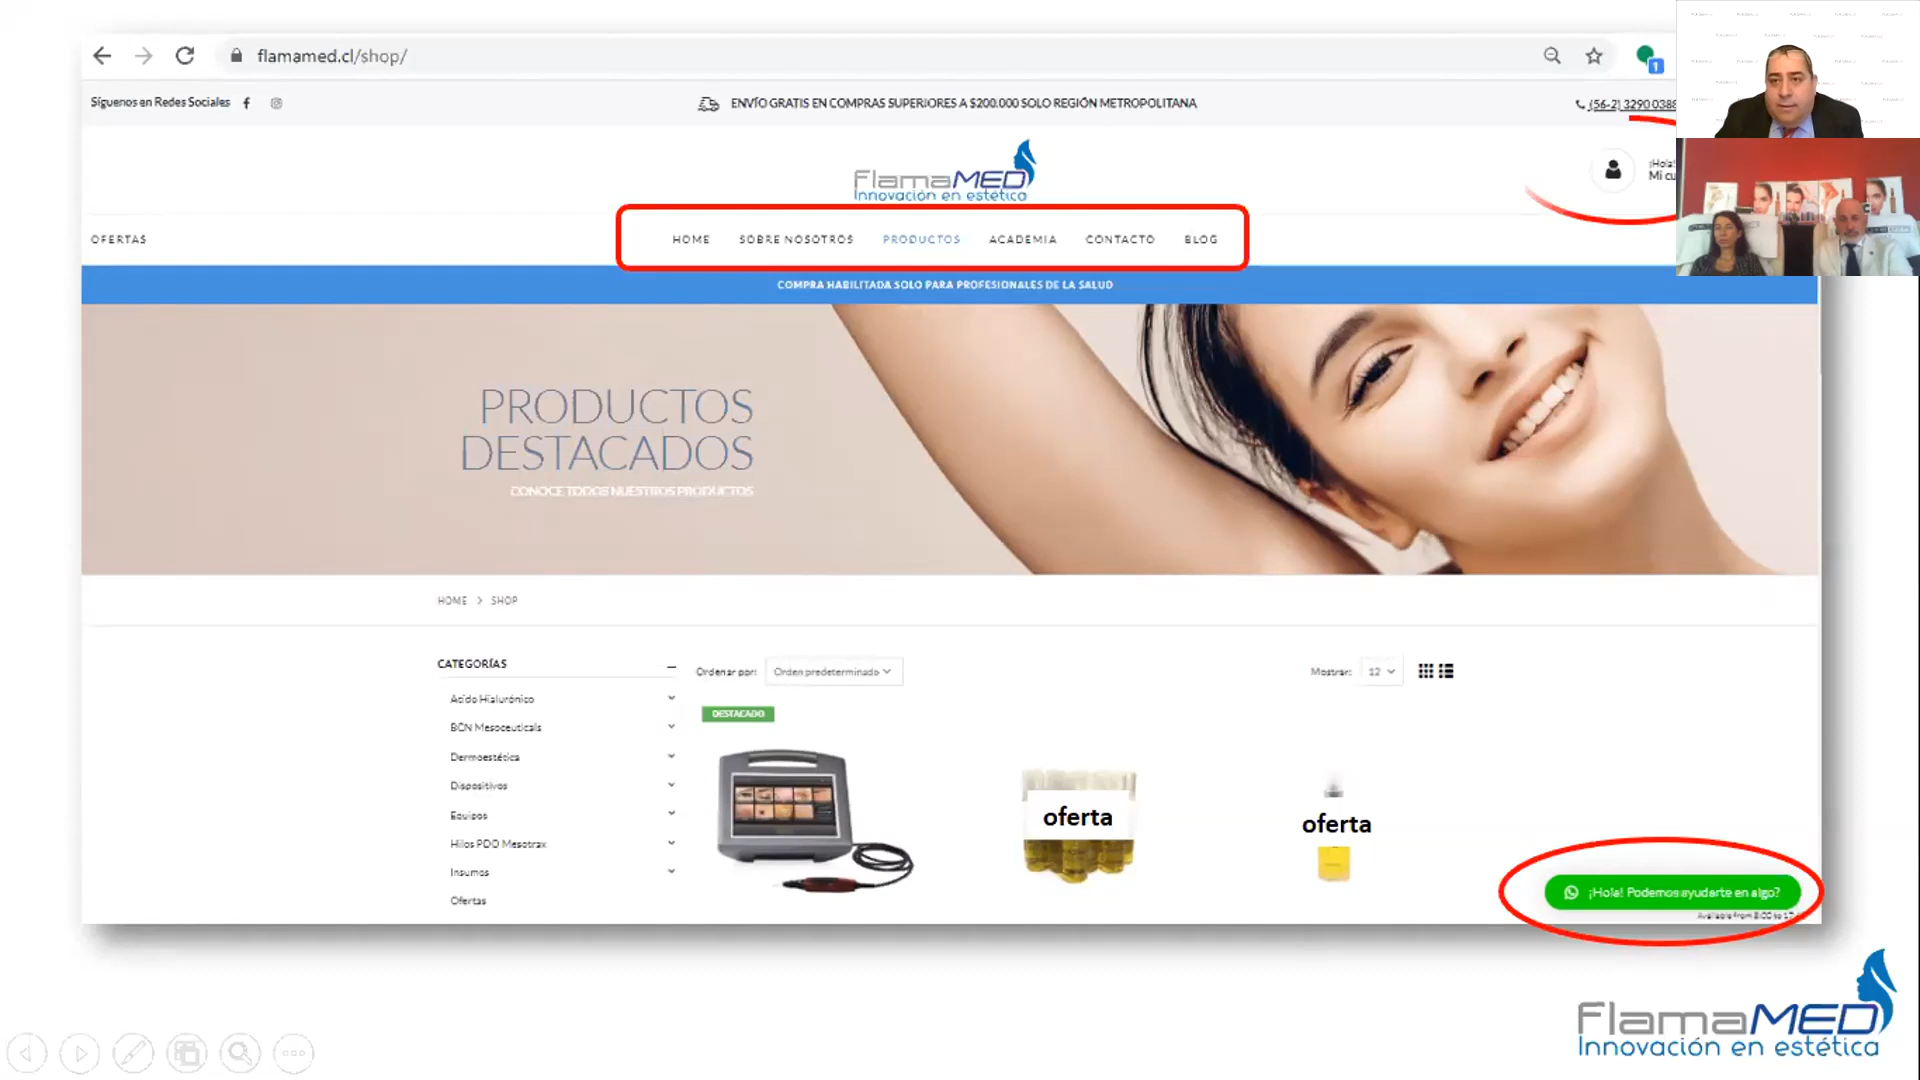 flamamed.cl/shop/
Síguenos en Redes Sociales
ENVÍO GRATIS EN COMPRAS SUPERIORES A $200.000 SOLO REGIÓN METROPOLITANA
(56-2) 3290 038
FlamaMED
Innovación en estética
¡Hola!
Mi cu
OFERTAS
HOME SOBRE NOSOTROS PRODUCTOS ACADEMIA CONTACTO BLOG
COMPRA HABILITADA SOLO PARA PROFESIONALES DE LA SALUD
PRODUCTOS
DESTACADOS
CONOCE TODOS NUESTROS PRODUCTOS
HOME > SHOP
CATEGORÍAS
Ordenar por: Orden predeterminado
Mostrar: 12
Acido Hialurónico
BCN Mesoceuticals
Dermoestética
Dispositivos
Equipos
Hilos PDO Mesotrax
Insumos
Ofertas
DESTACADO
oferta
oferta
¡Hola! Podemos ayudarte en algo?
Available from 8:00 to
FlamaMED
Innovación en estética